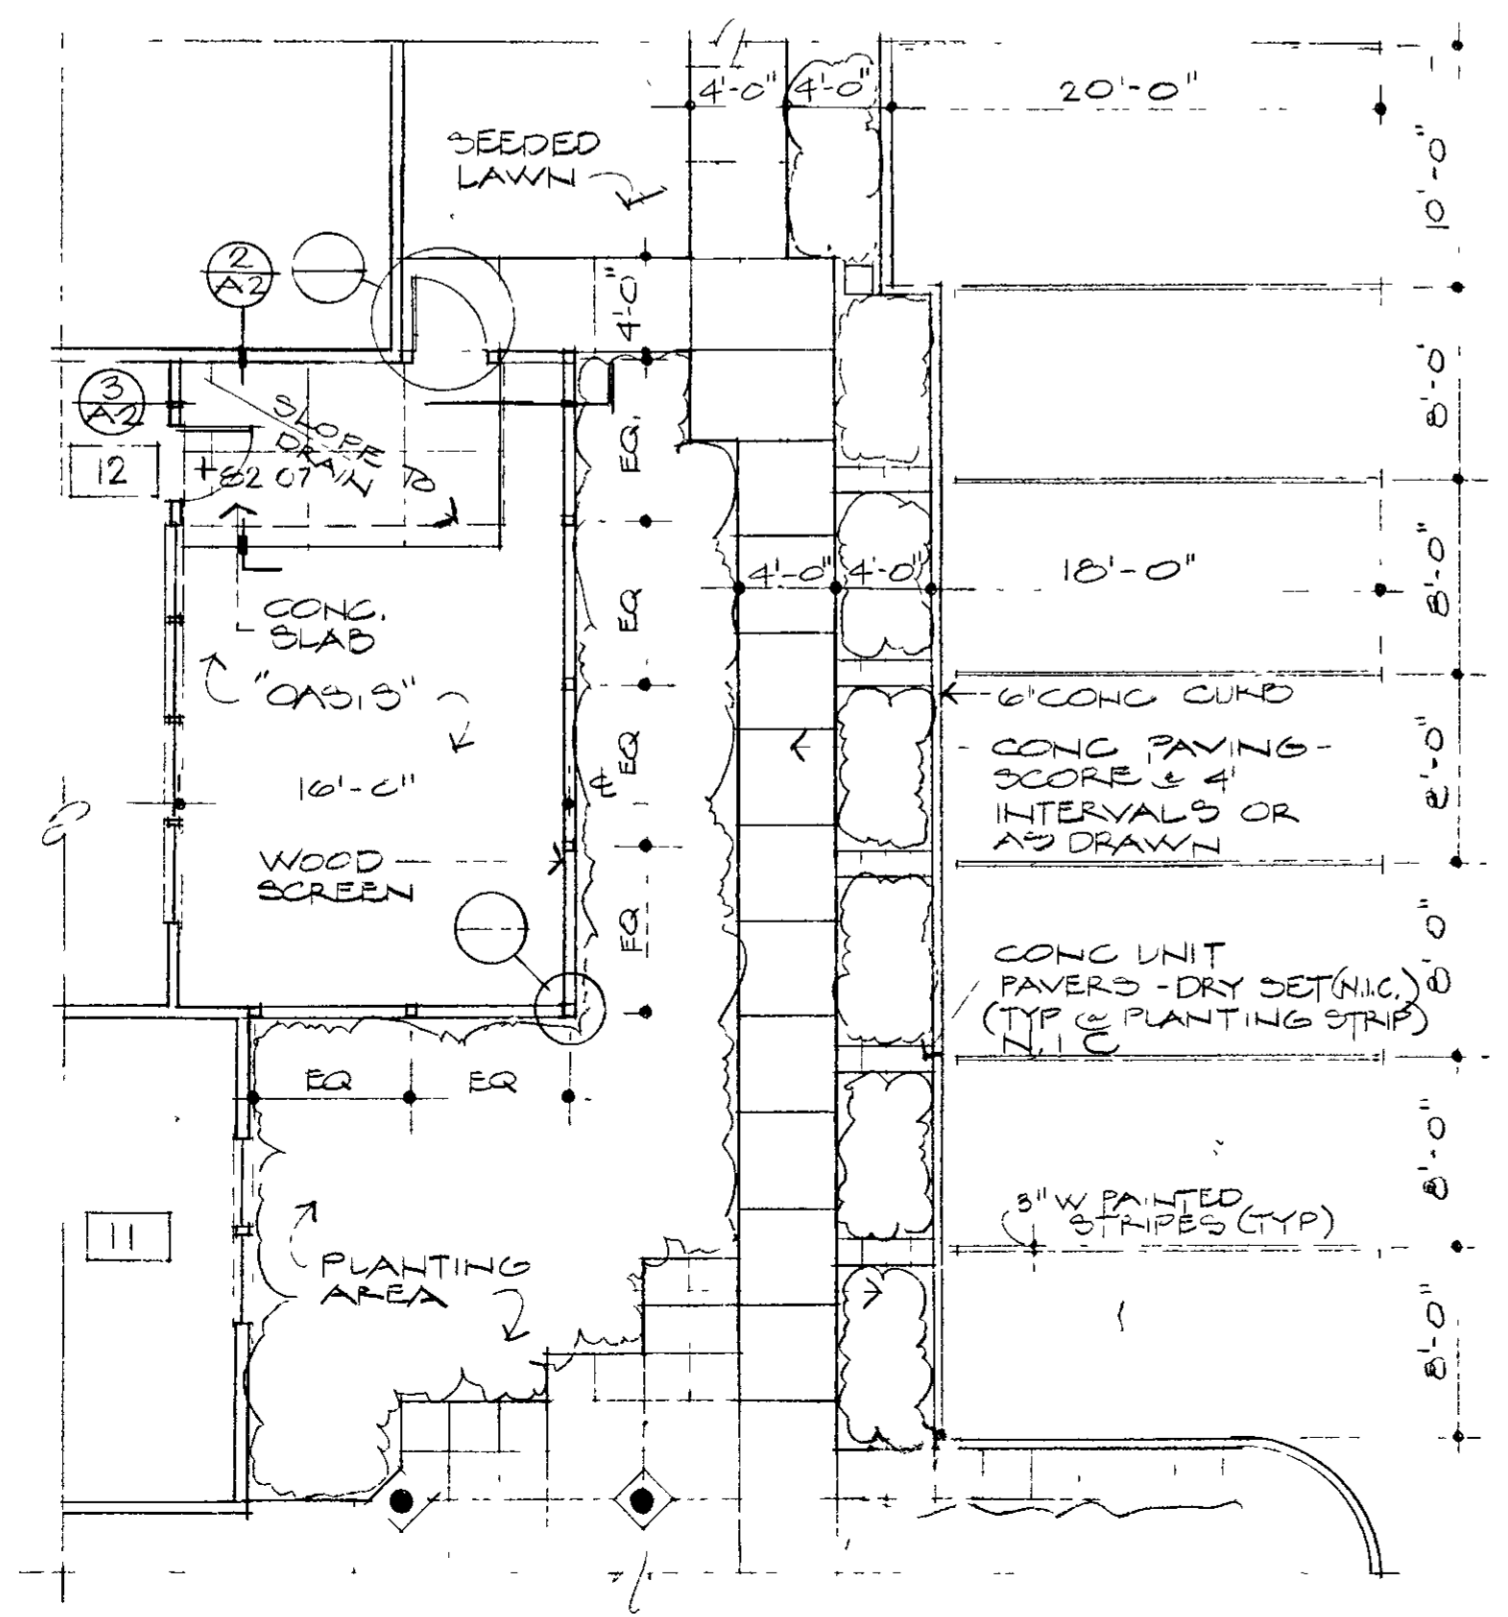 4'-0" 4'-0" 20'-0"
SEEDED
LAWN
10'-0"
2
A2
4'-0"
3
A2
SLOPE TO
DRAIN
12
+82 07
EQ.
8'-0"
4'-0" 4'-0" 18'-0"
8'-0"
CONC.
SLAB
EQ
"OASIS"
6" CONC CURB
CONC PAVING-
SCORE @ 4'
INTERVALS OR
AS DRAWN
8'-0"
EQ
16'-0"
℄
WOOD
SCREEN
EQ
CONC UNIT
PAVERS - DRY SET (N.I.C.)
(TYP @ PLANTING STRIP)
N.I.C
8'-0"
EQ EQ
8'-0"
3" W PAINTED
STRIPES (TYP)
11
PLANTING
AREA
8'-0"